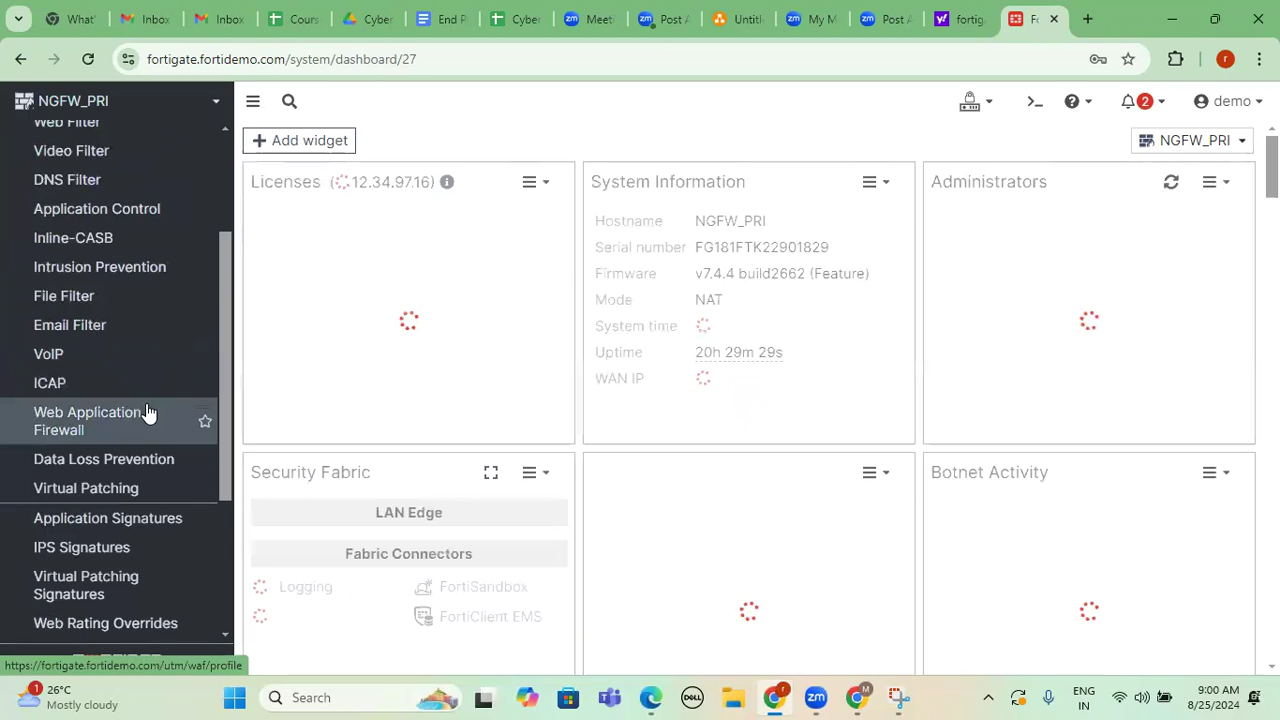 What
Inbox
Inbox
Cours
Cyber
End P
Cyber
Meeti
Post A
Untitl
My M
Post A
fortig
Fo
fortigate.fortidemo.com/system/dashboard/27
r
NGFW_PRI
2
demo
Add widget
NGFW_PRI
Web Filter
Video Filter
DNS Filter
Application Control
Inline-CASB
Intrusion Prevention
File Filter
Email Filter
VoIP
ICAP
Web Application
Firewall
Data Loss Prevention
Virtual Patching
Application Signatures
IPS Signatures
Virtual Patching
Signatures
Web Rating Overrides
Licenses ( 12.34.97.16)
System Information
Hostname NGFW_PRI
Serial number FG181FTK22901829
Firmware v7.4.4 build2662 (Feature)
Mode NAT
System time
Uptime 20h 29m 29s
WAN IP
Administrators
Security Fabric
LAN Edge
Fabric Connectors
Logging FortiSandbox
FortiClient EMS
Botnet Activity
https://fortigate.fortidemo.com/utm/waf/profile
1
26°C
Mostly cloudy
Search
DELL
zm
r
M
ENG
IN
9:00 AM
8/25/2024